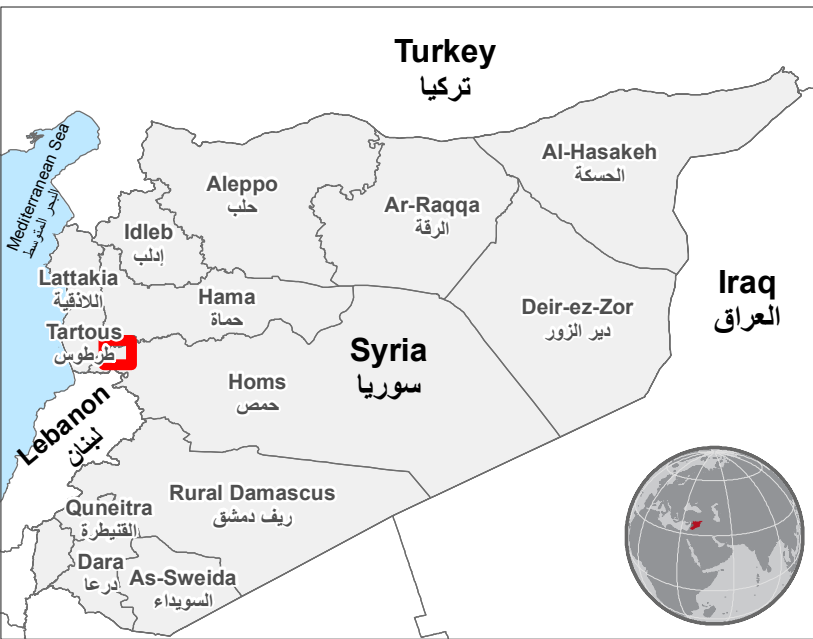 Turkey
تركيا
Mediterranean Sea
البحر المتوسط
Aleppo
حلب
Al-Hasakeh
الحسكة
Ar-Raqqa
الرقة
Idleb
إدلب
Lattakia
اللاذقية
Hama
حماة
Deir-ez-Zor
دير الزور
Iraq
العراق
Tartous
طرطوس
Syria
سوريا
Homs
حمص
Lebanon
لبنان
Rural Damascus
ريف دمشق
Quneitra
القنيطرة
Dara
درعا
As-Sweida
السويداء